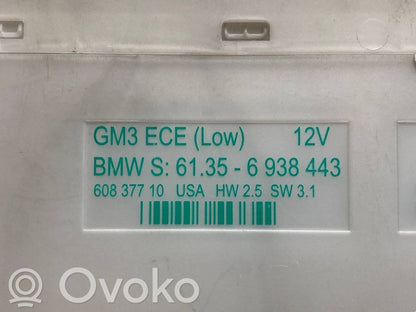 GM3 ECE (Low) 12V
BMW S: 61.35 - 6 938 443
608 377 10 USA HW 2.5 SW 3.1
Ovoko